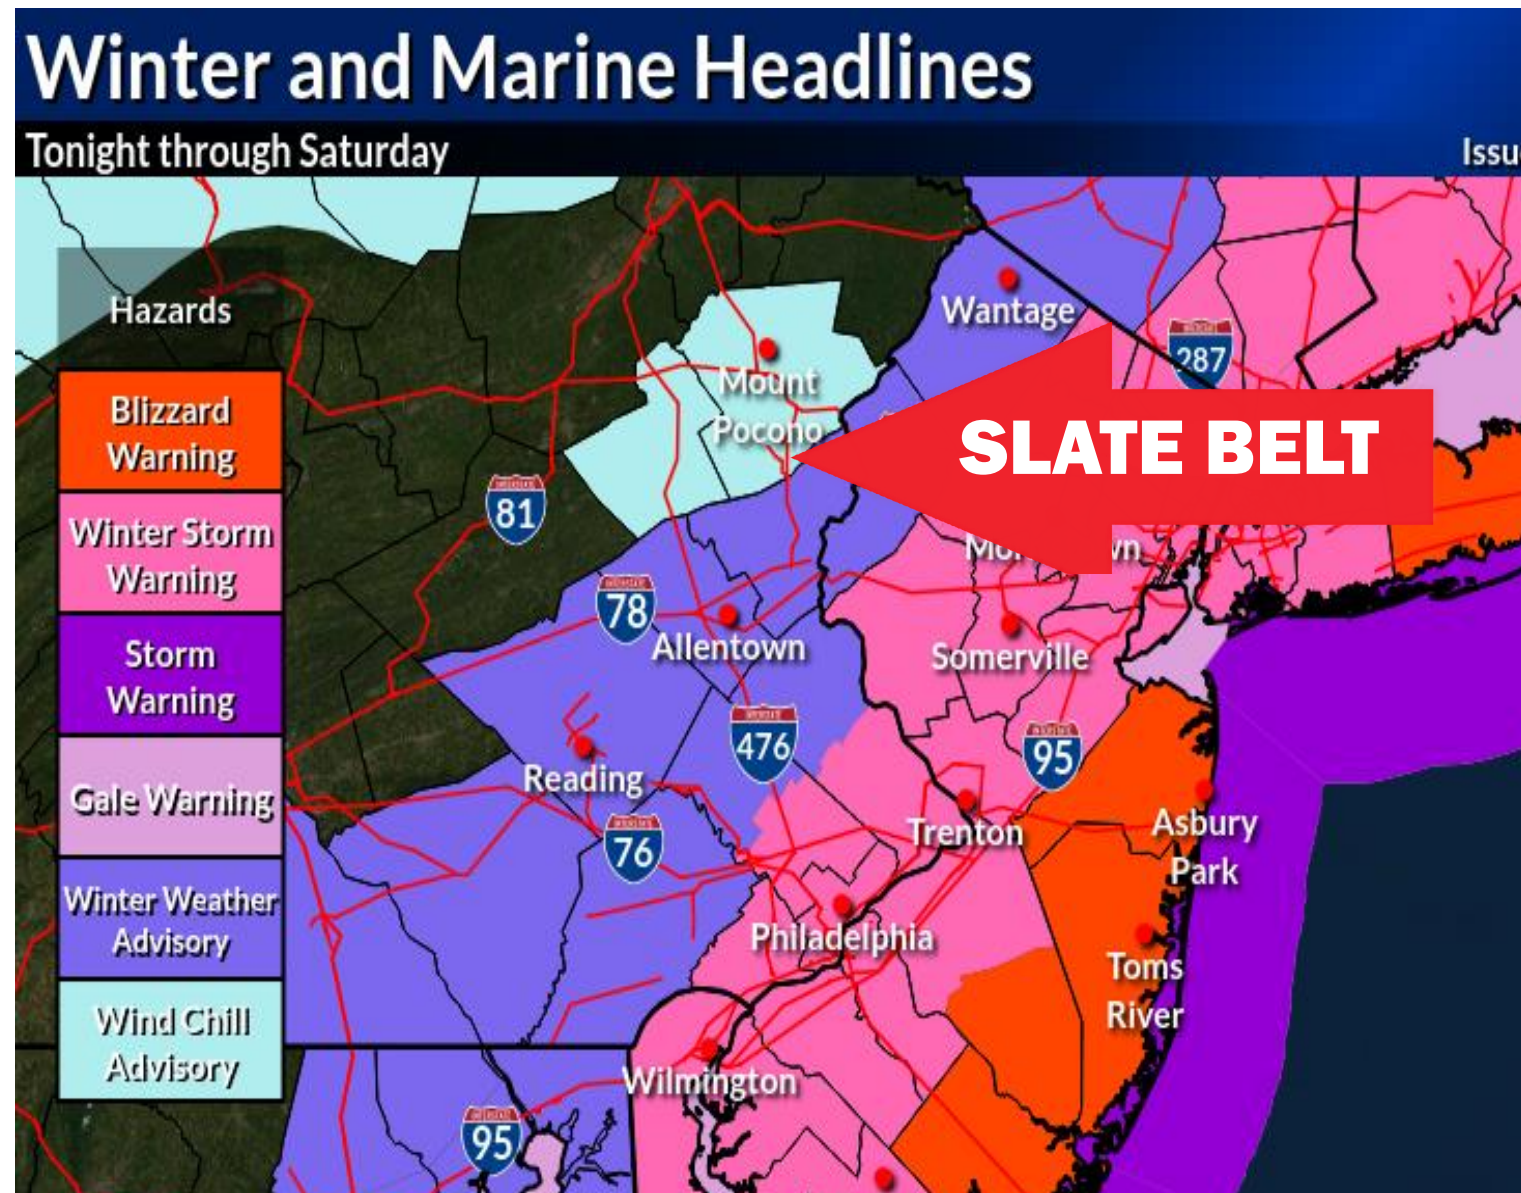 Winter and Marine Headlines
Tonight through Saturday
Hazards
Blizzard
Warning
Winter Storm
Warning
Storm
Warning
Gale Warning
Winter Weather
Advisory
Wind Chill
Advisory
Wantage
287
Mount
Pocono
SLATE BELT
81
78
Allentown
Somerville
476
95
Reading
76
Trenton
Asbury
Park
Philadelphia
Toms
River
Wilmington
95